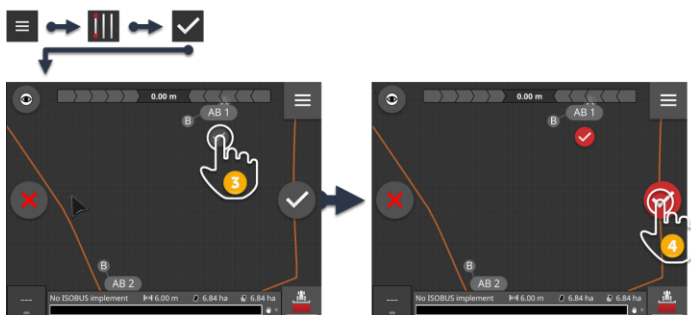 0.00 m
AB 1
B
3
B
AB 2
---
No ISOBUS implement 6.00 m 6.84 ha 6.84 ha
0.00 m
AB 1
B
4
B
AB 2
---
No ISOBUS implement 6.00 m 6.84 ha 6.84 ha